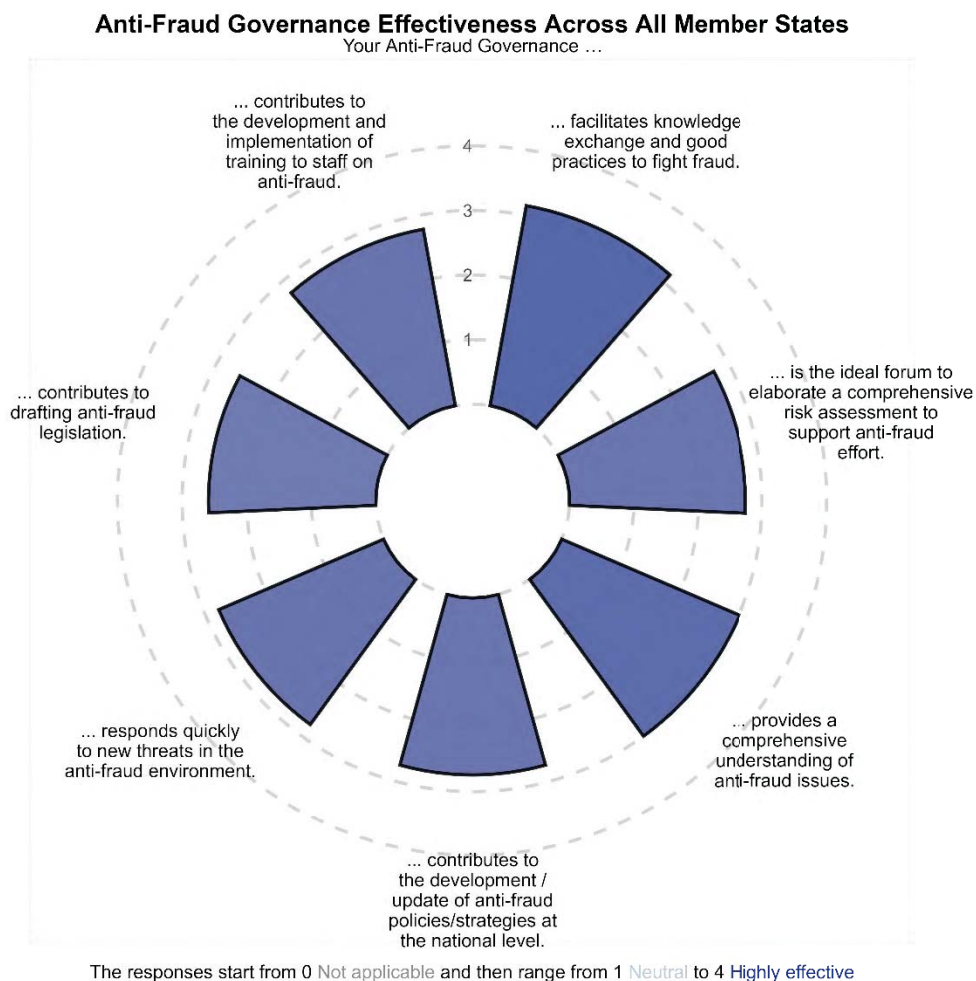 Anti-Fraud Governance Effectiveness Across All Member States
Your Anti-Fraud Governance ...
... contributes to
the development and
implementation of
training to staff on
anti-fraud.
... facilitates knowledge
exchange and good
practices to fight fraud.
4
3
2
1
... contributes to
drafting anti-fraud
legislation.
... is the ideal forum to
elaborate a comprehensive
risk assessment to
support anti-fraud
effort.
... responds quickly
to new threats in the
anti-fraud environment.
... provides a
comprehensive
understanding of
anti-fraud issues.
... contributes to
the development /
update of anti-fraud
policies/strategies at
the national level.
The responses start from 0 Not applicable and then range from 1 Neutral to 4 Highly effective